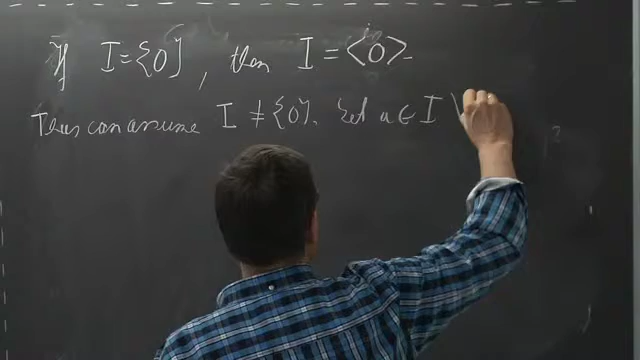 If I = {0}, then I = <0>.
Thus can assume I ≠ {0}. Let a ∈ I \